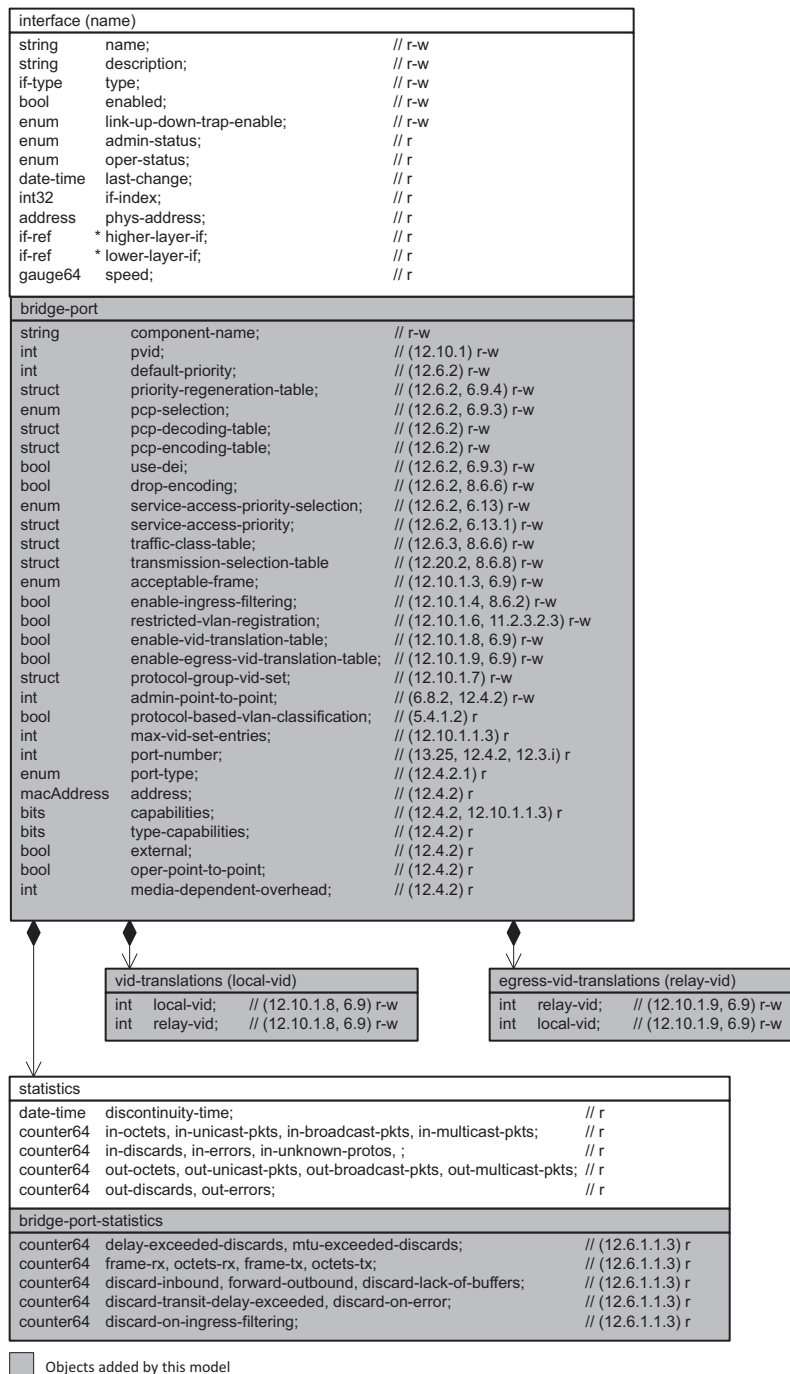 interface (name)
string name; // r-w
string description; // r-w
if-type type; // r-w
bool enabled; // r-w
enum link-up-down-trap-enable; // r-w
enum admin-status; // r
enum oper-status; // r
date-time last-change; // r
int32 if-index; // r
address phys-address; // r
if-ref * higher-layer-if; // r
if-ref * lower-layer-if; // r
gauge64 speed; // r
bridge-port
string component-name; // r-w
int pvid; // (12.10.1) r-w
int default-priority; // (12.6.2) r-w
struct priority-regeneration-table; // (12.6.2, 6.9.4) r-w
enum pcp-selection; // (12.6.2, 6.9.3) r-w
struct pcp-decoding-table; // (12.6.2) r-w
struct pcp-encoding-table; // (12.6.2) r-w
bool use-dei; // (12.6.2, 6.9.3) r-w
bool drop-encoding; // (12.6.2, 8.6.6) r-w
enum service-access-priority-selection; // (12.6.2, 6.13) r-w
struct service-access-priority; // (12.6.2, 6.13.1) r-w
struct traffic-class-table; // (12.6.3, 8.6.6) r-w
struct transmission-selection-table // (12.20.2, 8.6.8) r-w
enum acceptable-frame; // (12.10.1.3, 6.9) r-w
bool enable-ingress-filtering; // (12.10.1.4, 8.6.2) r-w
bool restricted-vlan-registration; // (12.10.1.6, 11.2.3.2.3) r-w
bool enable-vid-translation-table; // (12.10.1.8, 6.9) r-w
bool enable-egress-vid-translation-table; // (12.10.1.9, 6.9) r-w
struct protocol-group-vid-set; // (12.10.1.7) r-w
int admin-point-to-point; // (6.8.2, 12.4.2) r-w
bool protocol-based-vlan-classification; // (5.4.1.2) r
int max-vid-set-entries; // (12.10.1.1.3) r
int port-number; // (13.25, 12.4.2, 12.3.i) r
enum port-type; // (12.4.2.1) r
macAddress address; // (12.4.2) r
bits capabilities; // (12.4.2, 12.10.1.1.3) r
bits type-capabilities; // (12.4.2) r
bool external; // (12.4.2) r
bool oper-point-to-point; // (12.4.2) r
int media-dependent-overhead; // (12.4.2) r
vid-translations (local-vid)
int local-vid; // (12.10.1.8, 6.9) r-w
int relay-vid; // (12.10.1.8, 6.9) r-w
egress-vid-translations (relay-vid)
int relay-vid; // (12.10.1.9, 6.9) r-w
int local-vid; // (12.10.1.9, 6.9) r-w
statistics
date-time discontinuity-time; // r
counter64 in-octets, in-unicast-pkts, in-broadcast-pkts, in-multicast-pkts; // r
counter64 in-discards, in-errors, in-unknown-protos, ; // r
counter64 out-octets, out-unicast-pkts, out-broadcast-pkts, out-multicast-pkts; // r
counter64 out-discards, out-errors; // r
bridge-port-statistics
counter64 delay-exceeded-discards, mtu-exceeded-discards; // (12.6.1.1.3) r
counter64 frame-rx, octets-rx, frame-tx, octets-tx; // (12.6.1.1.3) r
counter64 discard-inbound, forward-outbound, discard-lack-of-buffers; // (12.6.1.1.3) r
counter64 discard-transit-delay-exceeded, discard-on-error; // (12.6.1.1.3) r
counter64 discard-on-ingress-filtering; // (12.6.1.1.3) r
Objects added by this model